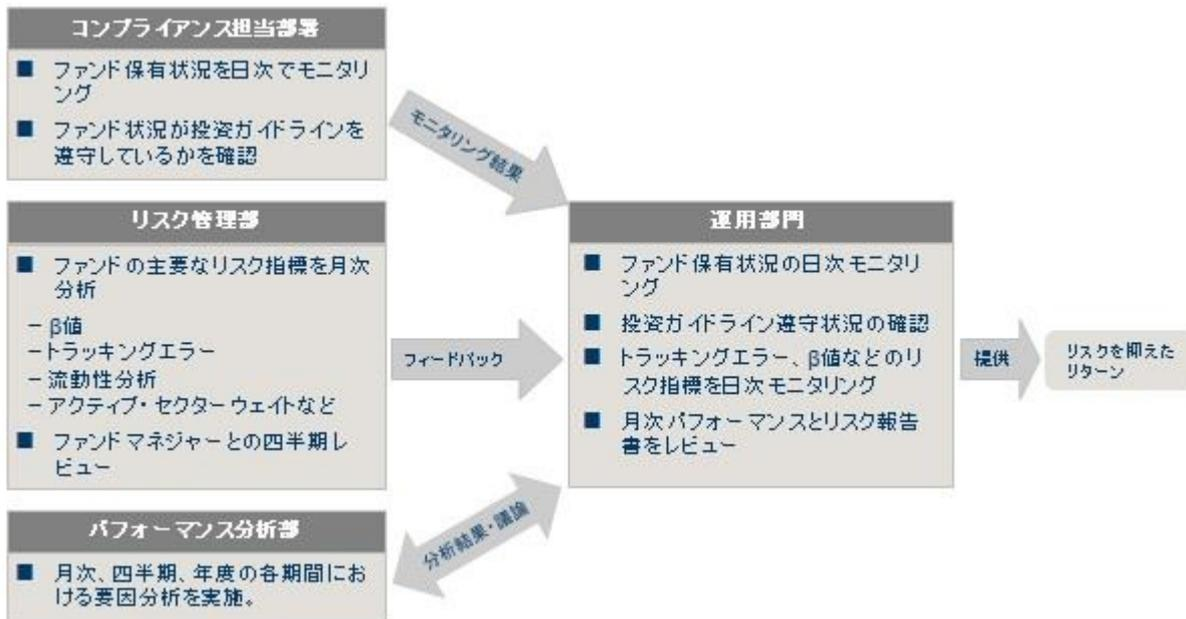 コンプライアンス担当部署
■ ファンド保有状況を日次でモニタリ
ング
■ ファンド状況が投資ガイドラインを
遵守しているかを確認
モニタリング結果
リスク管理部
■ ファンドの主要なリスク指標を月次
分析
－β値
－トラッキングエラー
－流動性分析
－アクティブ・セクターウェイトなど
■ ファンドマネジャーとの四半期レ
ビュー
フィードバック
パフォーマンス分析部
■ 月次、四半期、年度の各期間にお
ける要因分析を実施。
分析結果・議論
運用部門
■ ファンド保有状況の日次モニタリ
ング
■ 投資ガイドライン遵守状況の確認
■ トラッキングエラー、β値などのリ
スク指標を日次モニタリング
■ 月次パフォーマンスとリスク報告
書をレビュー
提供
リスクを抑えた
リターン